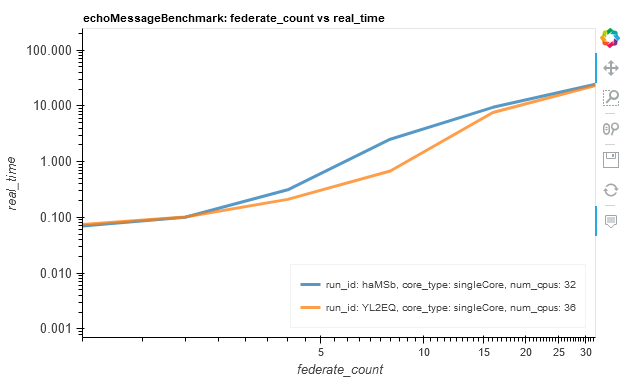 echoMessageBenchmark: federate_count vs real_time
100.000
10.000
1.000
0.100
0.010
0.001
real_time
run_id: haMSb, core_type: singleCore, num_cpus: 32
run_id: YL2EQ, core_type: singleCore, num_cpus: 36
5
10
15
20
25
30
federate_count